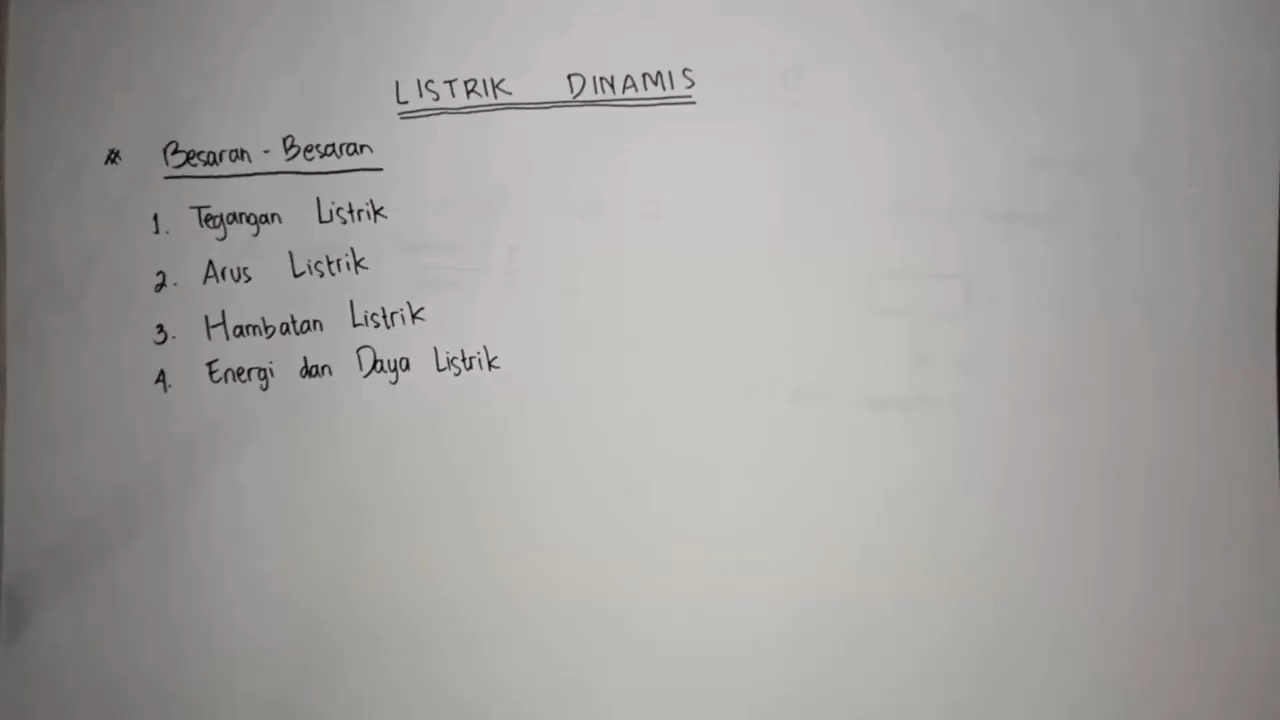 LISTRIK DINAMIS
* Besaran - Besaran
1. Tegangan Listrik
2. Arus Listrik
3. Hambatan Listrik
4. Energi dan Daya Listrik